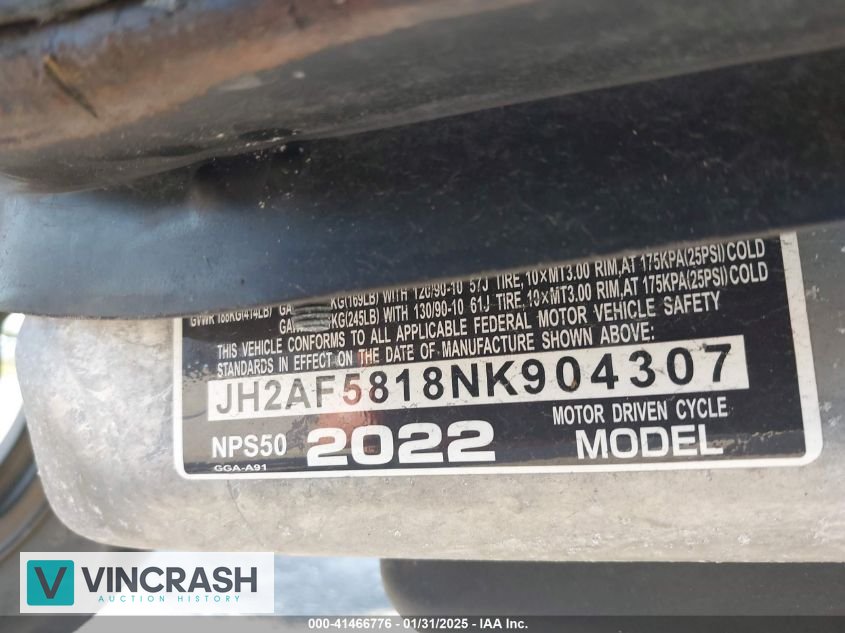 GVWR 188KG(414LB) KG(169LB) WITH 120/90-10 57J TIRE, 10×MT3.00 RIM, AT 175KPA(25PSI) COLD
KG(245LB) WITH 130/90-10 61J TIRE, 10×MT3.00 RIM, AT 175KPA(25PSI) COLD
THIS VEHICLE CONFORMS TO ALL APPLICABLE FEDERAL MOTOR VEHICLE SAFETY
STANDARDS IN EFFECT ON THE DATE OF MANUFACTURE SHOWN ABOVE:
JH2AF5818NK904307
MOTOR DRIVEN CYCLE
NPS50 2022 MODEL
GGA-A91
VINCRASH
AUCTION HISTORY
000-41466776 - 01/31/2025 - IAA Inc.